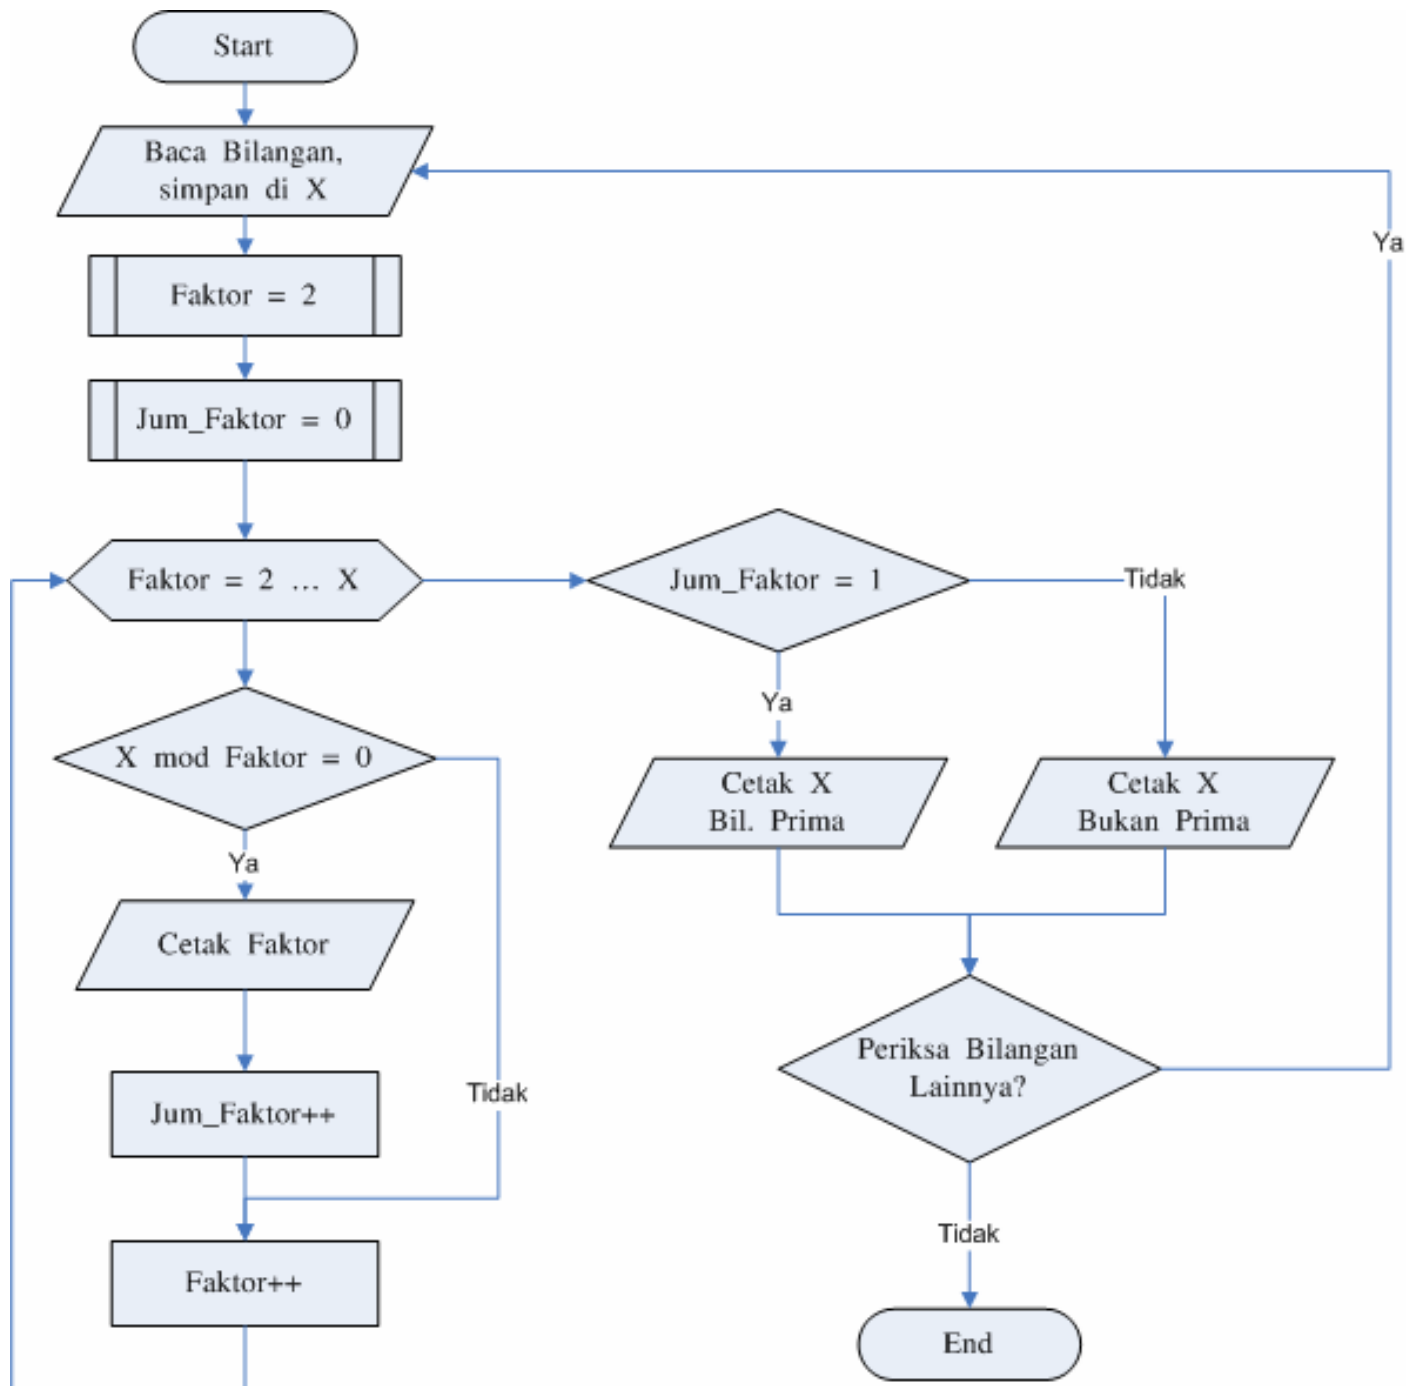 Start
Baca Bilangan,
simpan di X
Ya
Faktor = 2
Jum_Faktor = 0
Faktor = 2 ... X
Jum_Faktor = 1
Tidak
Ya
X mod Faktor = 0
Cetak X
Bil. Prima
Cetak X
Bukan Prima
Ya
Cetak Faktor
Periksa Bilangan
Lainnya?
Jum_Faktor++
Tidak
Tidak
Faktor++
End